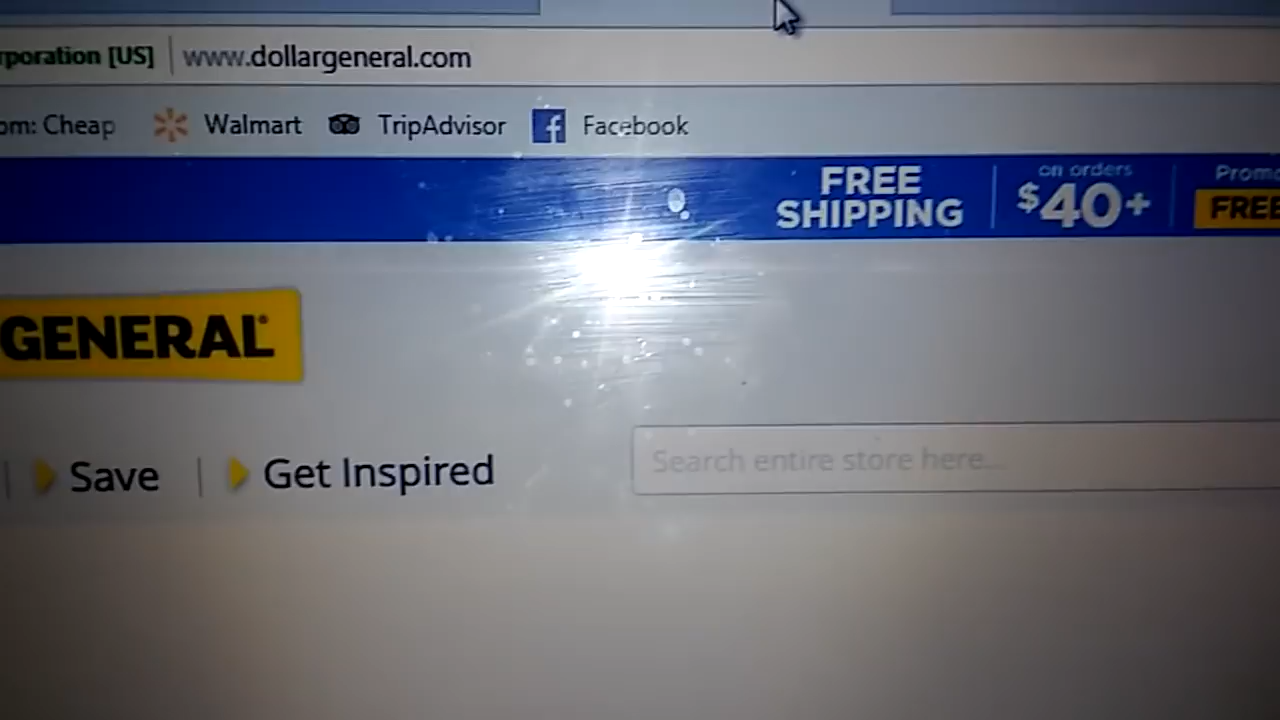 rporation [US] www.dollargeneral.com
om: Cheap Walmart TripAdvisor Facebook
FREE SHIPPING
on orders $40+
Promo
FREE
GENERAL®
Save | Get Inspired
Search entire store here...